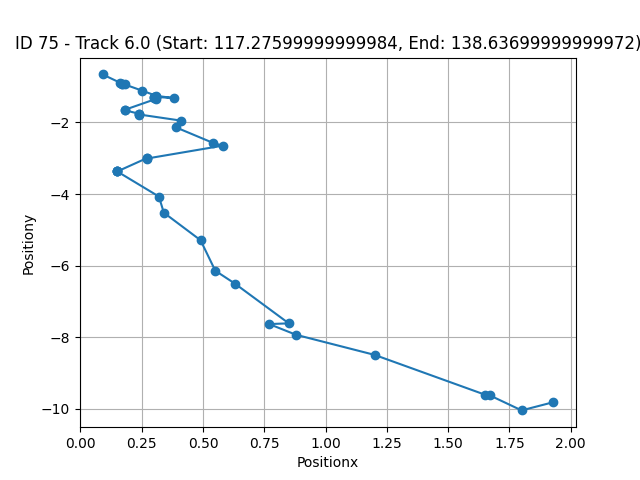 ID 75 - Track 6.0 (Start: 117.27599999999984, End: 138.63699999999972)
−2
−4
−6
−8
−10
Positiony
0.00 0.25 0.50 0.75 1.00 1.25 1.50 1.75 2.00
Positionx